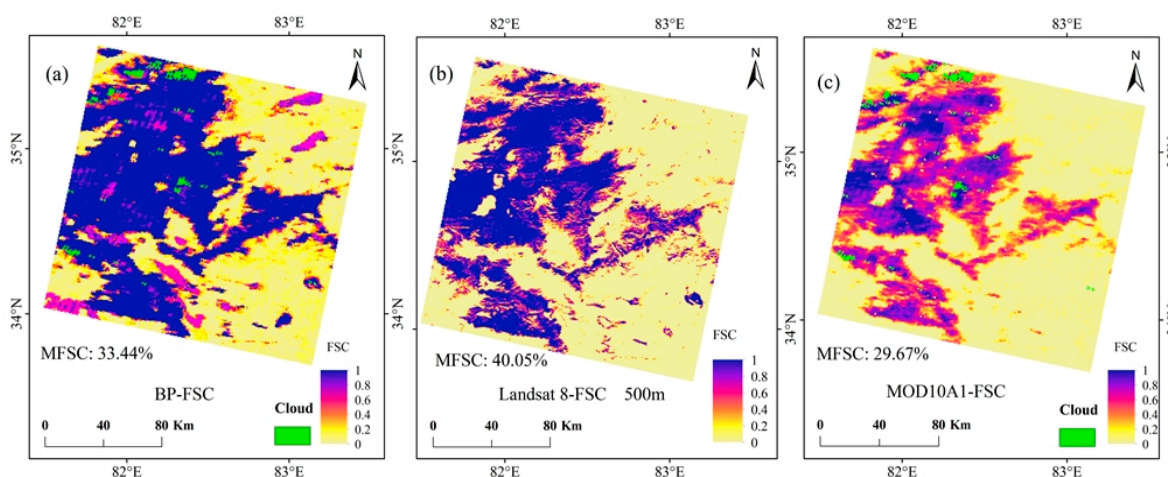 82°E 83°E
82°E 83°E
82°E 83°E
(a)
N
35°N
34°N
MFSC: 33.44%
BP-FSC
FSC
1
0.8
0.6
0.4
0.2
0
Cloud
0 40 80 Km
82°E 83°E
(b)
N
35°N
34°N
MFSC: 40.05%
Landsat 8-FSC 500m
FSC
1
0.8
0.6
0.4
0.2
0
0 40 80 Km
82°E 83°E
(c)
N
35°N
34°N
MFSC: 29.67%
MOD10A1-FSC
FSC
1
0.8
0.6
0.4
0.2
0
Cloud
0 40 80 Km
82°E 83°E